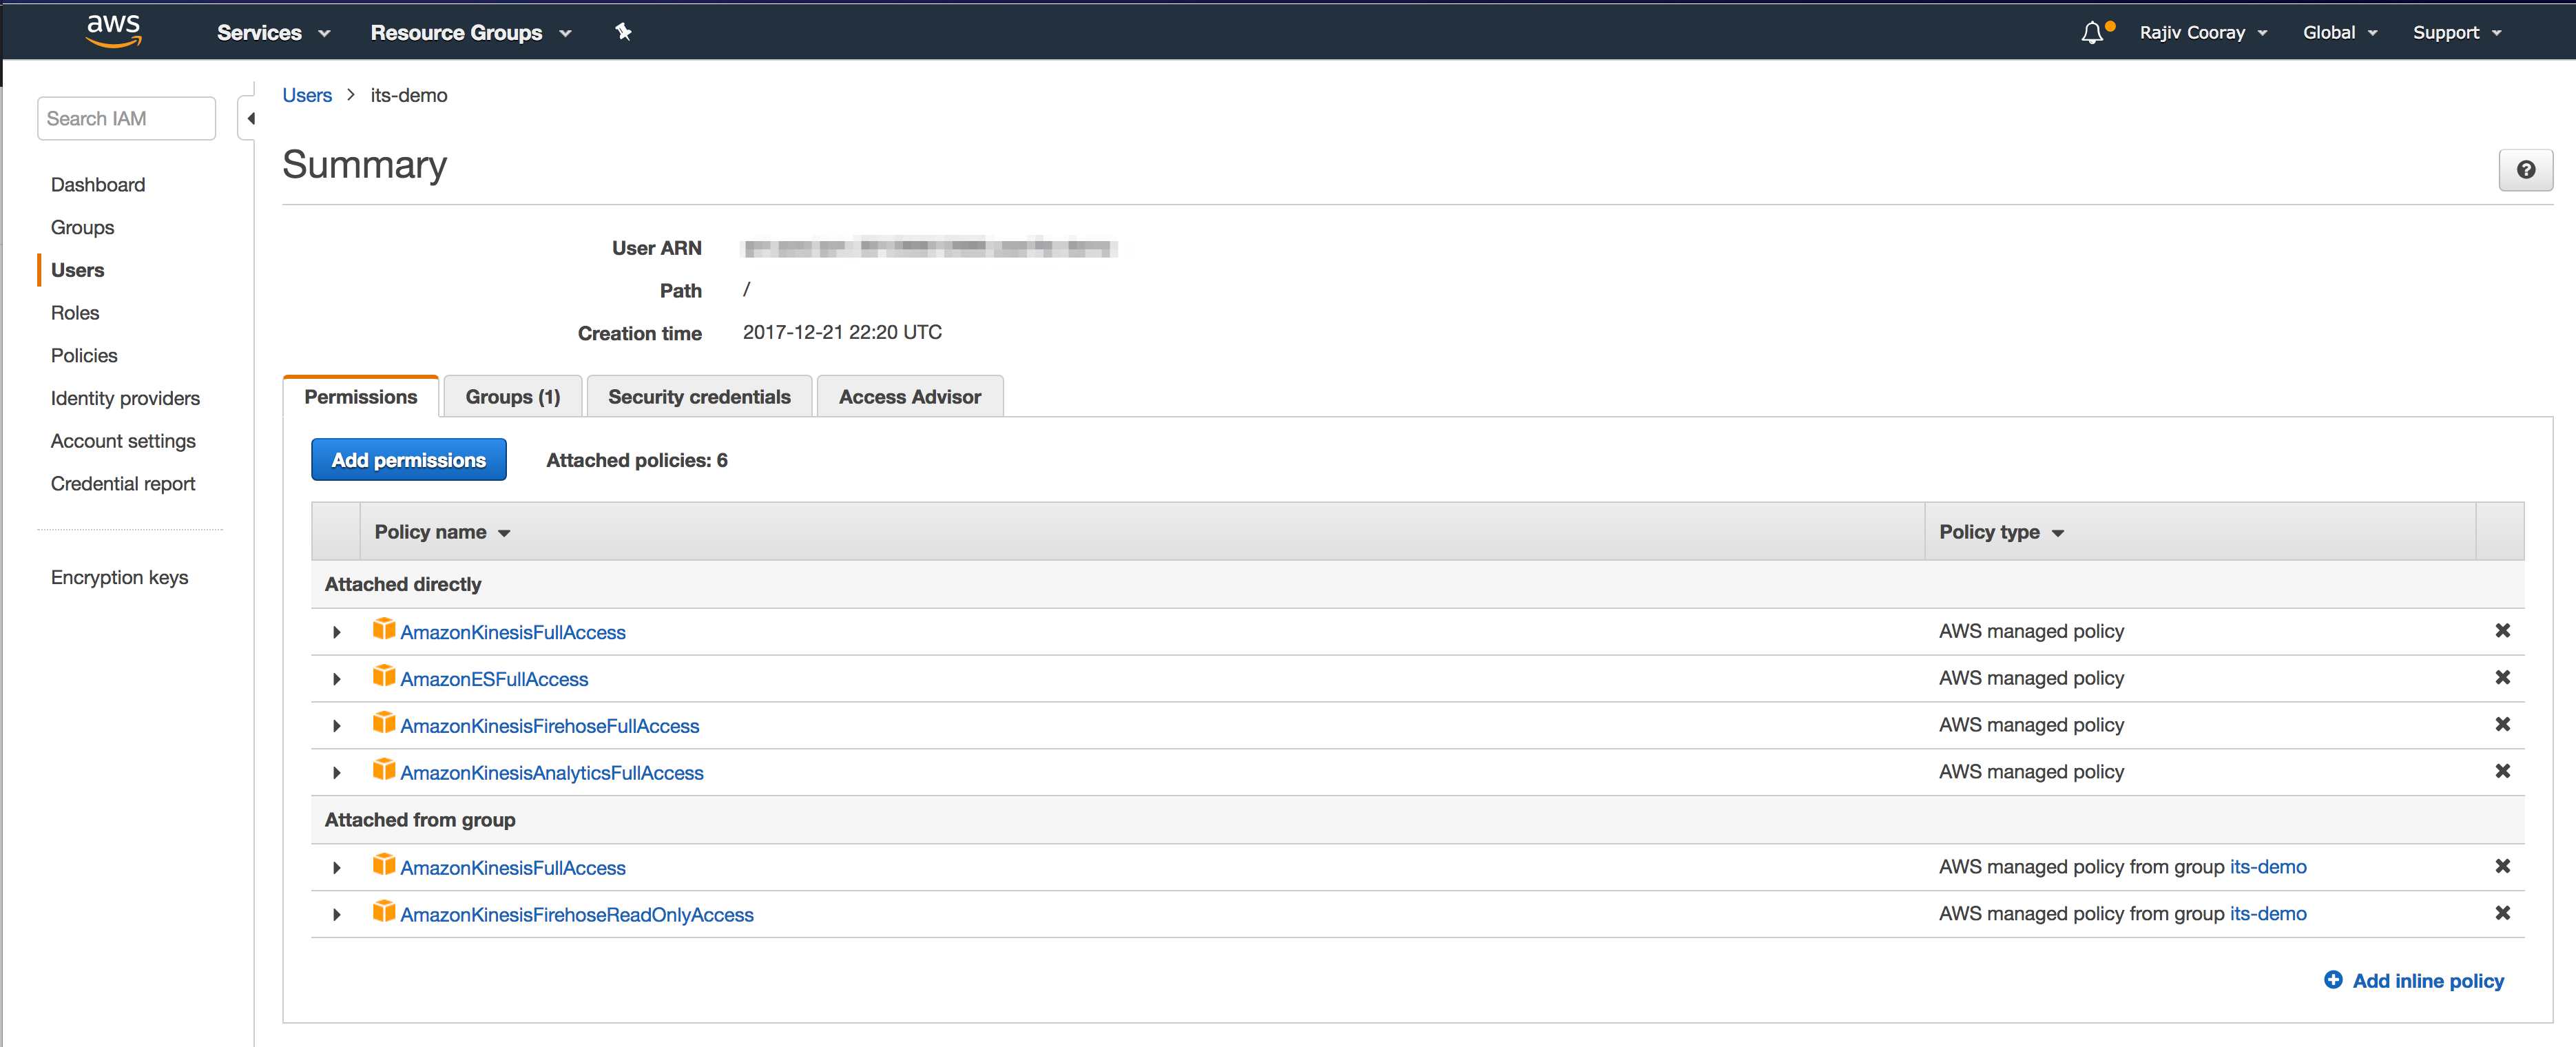 aws Services Resource Groups Rajiv Cooray Global Support
Search IAM
Dashboard
Groups
Users
Roles
Policies
Identity providers
Account settings
Credential report
Encryption keys
Users > its-demo
Summary
User ARN
Path /
Creation time 2017-12-21 22:20 UTC
Permissions Groups (1) Security credentials Access Advisor
Add permissions Attached policies: 6
Policy name Policy type
Attached directly
AmazonKinesisFullAccess AWS managed policy
AmazonESFullAccess AWS managed policy
AmazonKinesisFirehoseFullAccess AWS managed policy
AmazonKinesisAnalyticsFullAccess AWS managed policy
Attached from group
AmazonKinesisFullAccess AWS managed policy from group its-demo
AmazonKinesisFirehoseReadOnlyAccess AWS managed policy from group its-demo
Add inline policy